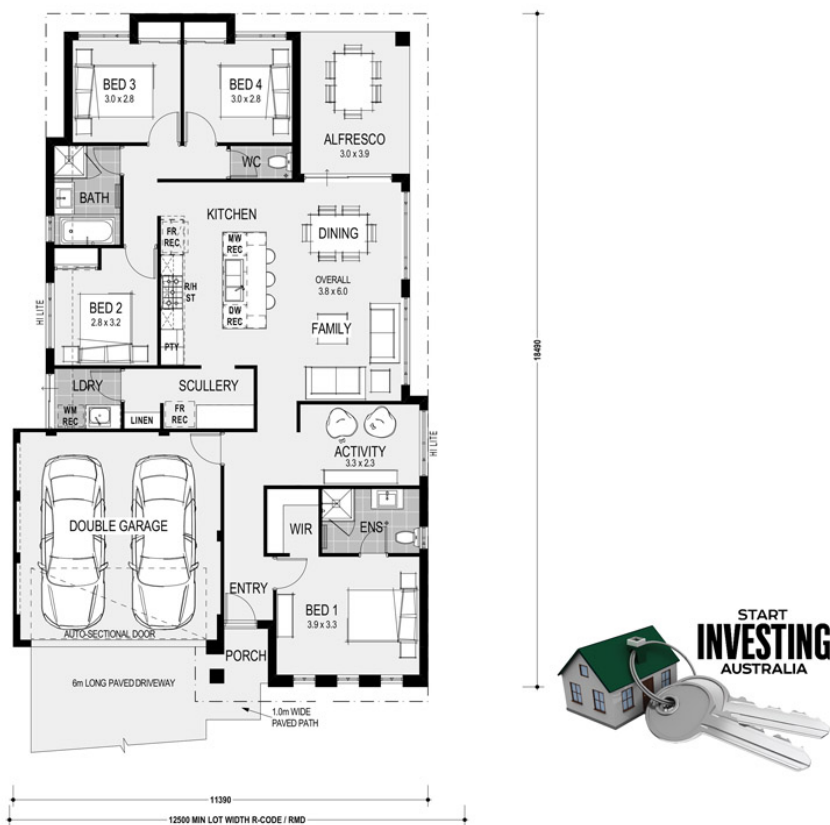 BED 3
3.0 x 2.8
BED 4
3.0 x 2.8
ALFRESCO
3.0 x 3.9
WC
BATH
KITCHEN
FR
REC
MW
REC
DINING
R/H
ST
OVERALL
3.8 x 6.0
BED 2
2.8 x 3.2
HI LITE
DW
REC
FAMILY
PTY
18490
LDRY
SCULLERY
WM
REC
LINEN
FR
REC
ACTIVITY
3.3 x 2.3
HI LITE
DOUBLE GARAGE
WIR
ENS
ENTRY
BED 1
3.9 x 3.3
AUTO-SECTIONAL DOOR
PORCH
6m LONG PAVED DRIVEWAY
1.0m WIDE
PAVED PATH
START
INVESTING
AUSTRALIA
11390
12500 MIN LOT WIDTH R-CODE / RMD